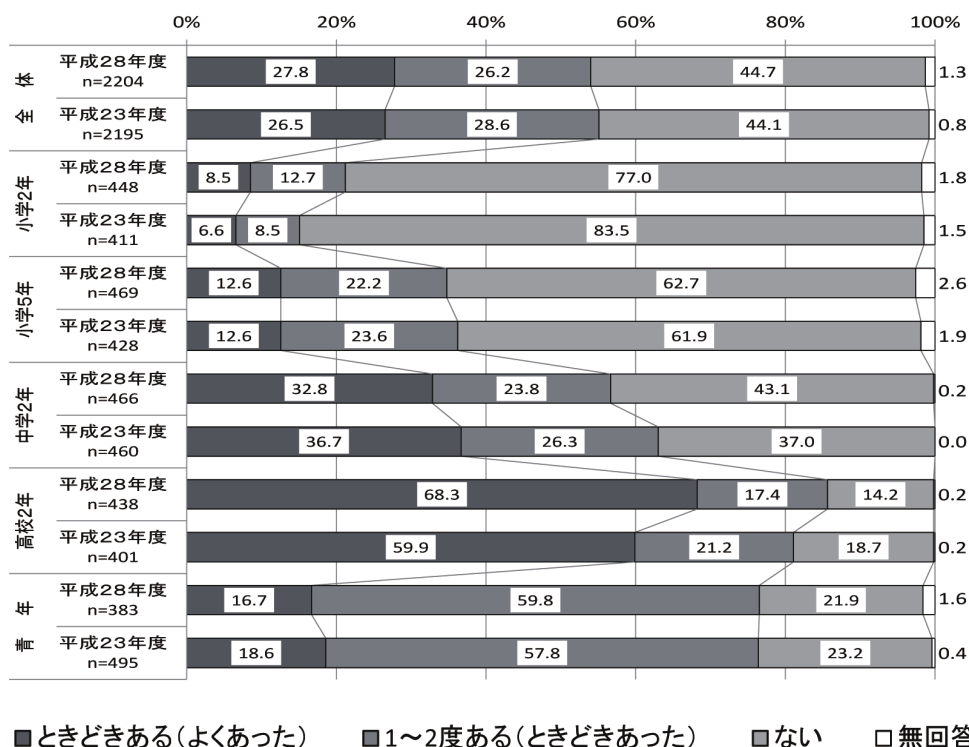 0% 20% 40% 60% 80% 100%
全体
平成28年度
n=2204
27.8 26.2 44.7 1.3
平成23年度
n=2195
26.5 28.6 44.1 0.8
小学2年
平成28年度
n=448
8.5 12.7 77.0 1.8
平成23年度
n=411
6.6 8.5 83.5 1.5
小学5年
平成28年度
n=469
12.6 22.2 62.7 2.6
平成23年度
n=428
12.6 23.6 61.9 1.9
中学2年
平成28年度
n=466
32.8 23.8 43.1 0.2
平成23年度
n=460
36.7 26.3 37.0 0.0
高校2年
平成28年度
n=438
68.3 17.4 14.2 0.2
平成23年度
n=401
59.9 21.2 18.7 0.2
青年
平成28年度
n=383
16.7 59.8 21.9 1.6
平成23年度
n=495
18.6 57.8 23.2 0.4
ときどきある(よくあった) 1～2度ある(ときどきあった) ない 無回答